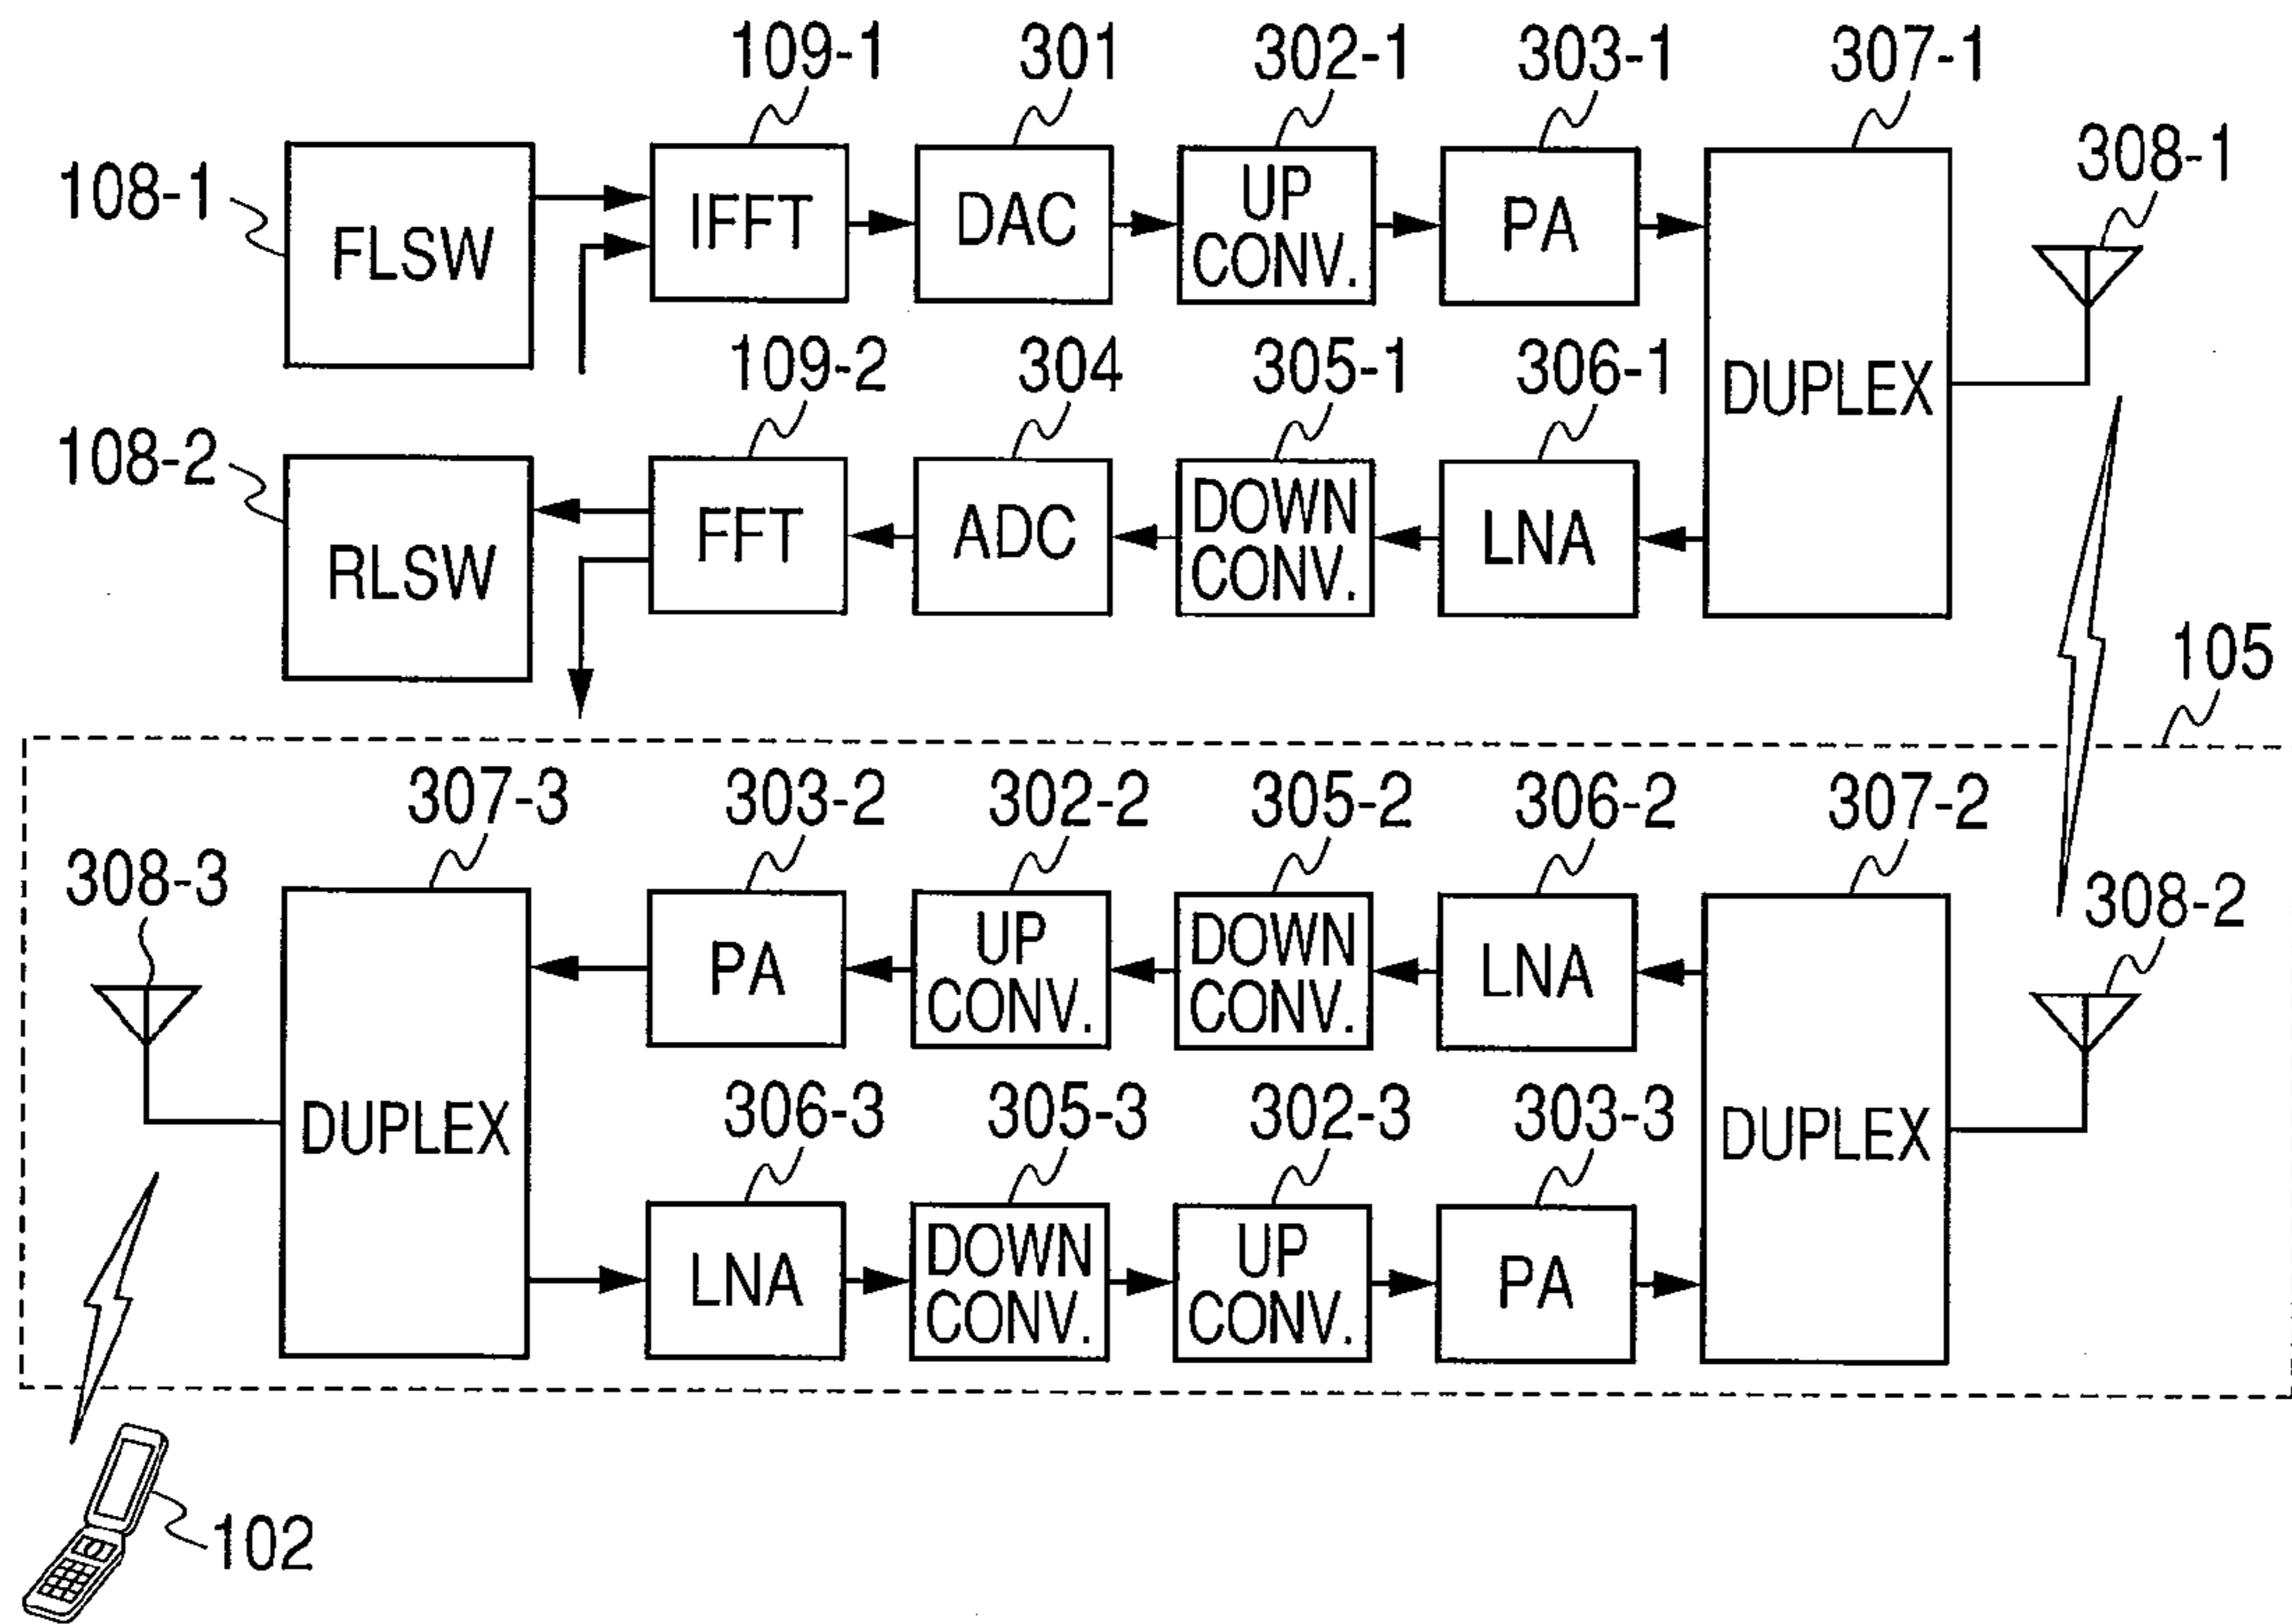 109-1 301 302-1 303-1 307-1
308-1
108-1
FLSW IFFT DAC UP CONV. PA
DUPLEX
109-2 304 305-1 306-1
108-2
RLSW FFT ADC DOWN CONV. LNA
105
307-3 303-2 302-2 305-2 306-2 307-2
308-3
308-2
PA UP CONV. DOWN CONV. LNA
DUPLEX
DUPLEX
306-3 305-3 302-3 303-3
LNA DOWN CONV. UP CONV. PA
102